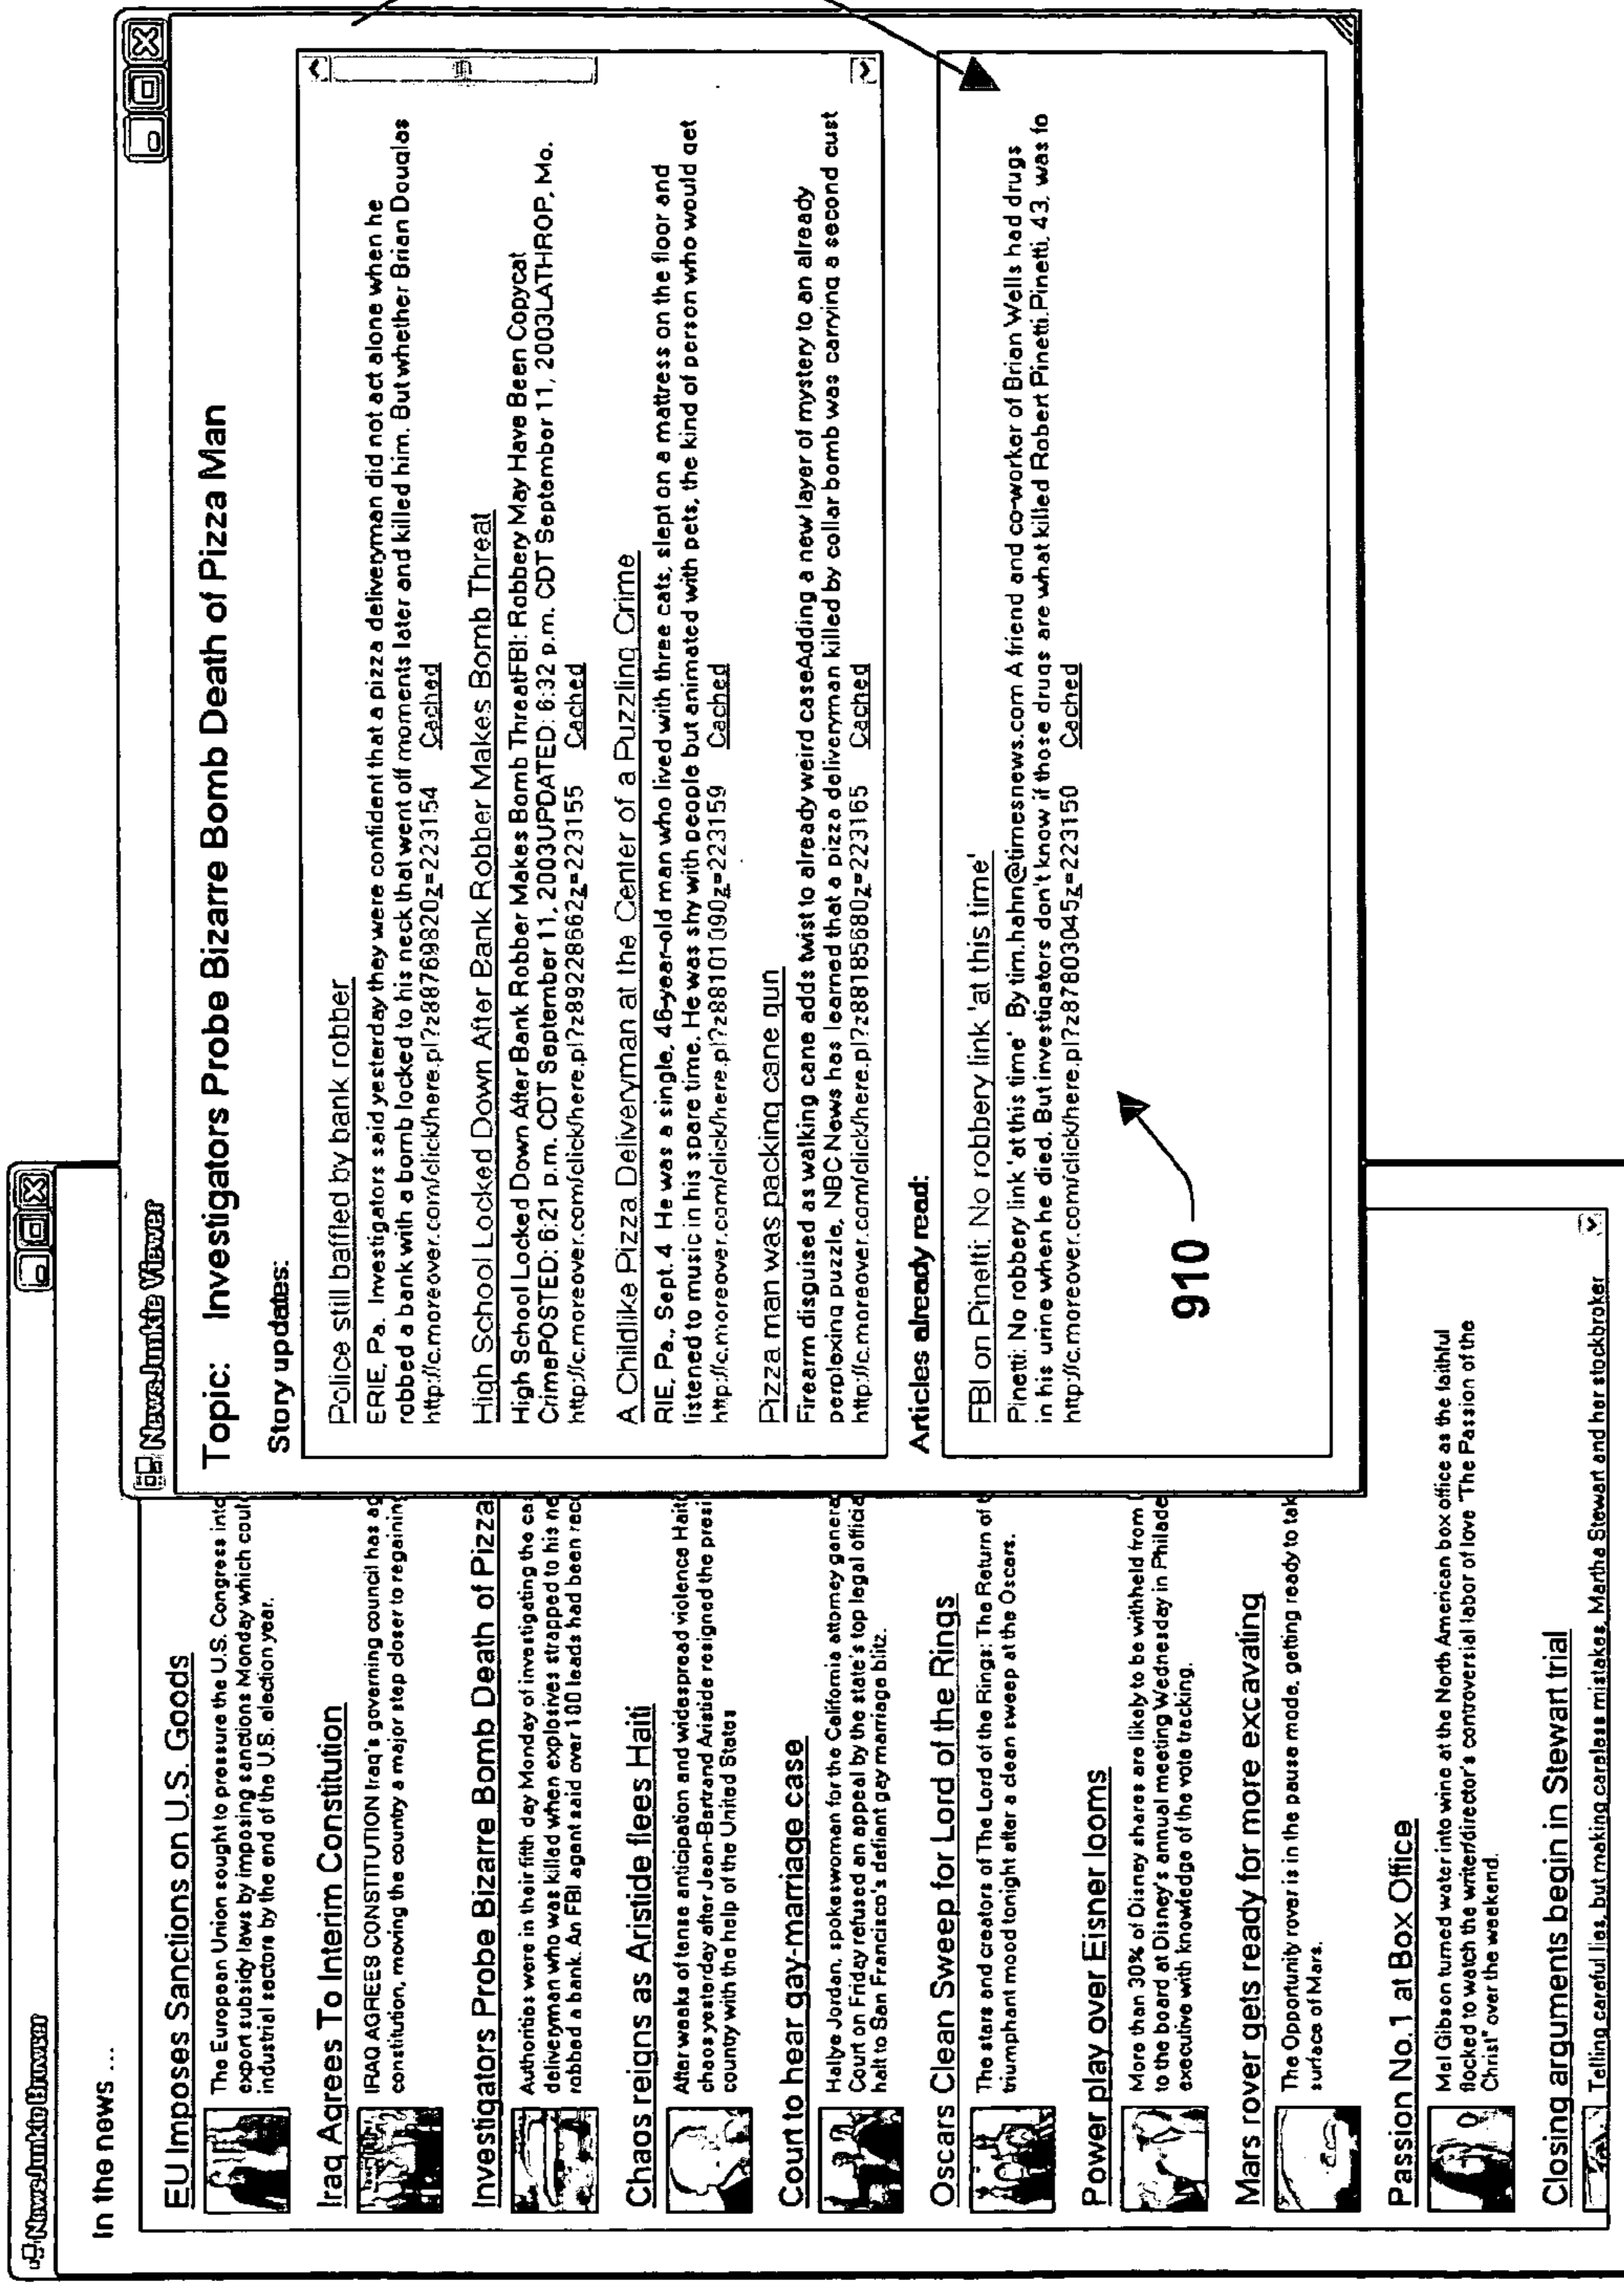 NewsJunkie Browser
In the news ...
EU Imposes Sanctions on U.S. Goods
The European Union sought to pressure the U.S. Congress into
export subsidy laws by imposing sanctions Monday which could
industrial sectors by the end of the U.S. election year.
Iraq Agrees To Interim Constitution
IRAQ AGREES CONSTITUTION Iraq's governing council has ag
constitution, moving the country a major step closer to regaining
Investigators Probe Bizarre Bomb Death of Pizza
Authorities were in their fifth day Monday of investigating the ca
deliveryman who was killed when explosives strapped to his ne
robbed a bank. An FBI agent said over 100 leads had been rec
Chaos reigns as Aristide flees Haiti
After weaks of tense anticipation and widespread violence Haiti
chaos yesterday after Jean-Bertrand Aristide resigned the presi
country with the help of the United States
Court to hear gay-marriage case
Hallye Jordan, spokeswoman for the California attorney genera
Court on Friday refused an appeal by the state's top legal officia
halt to San Francisco's defiant gay marriage blitz.
Oscars Clean Sweep for Lord of the Rings
The stars and creators of The Lord of the Rings: The Return of t
triumphant mood tonight after a clean sweep at the Oscars.
Power play over Eisner looms
More than 30% of Disney shares are likely to be withheld from
to the board at Disney's annual meeting Wednesday in Philade
executive with knowledge of the vote tracking.
Mars rover gets ready for more excavating
The Opportunity rover is in the pause mode, getting ready to tak
surface of Mars.
Passion No. 1 at Box Office
Mel Gibson turned water into wine at the North American box office as the faithful
flocked to watch the writer/director's controversial labor of love "The Passion of the
Christ" over the weekend.
Closing arguments begin in Stewart trial
Telling careful lies, but making careless mistakes, Martha Stewart and her stockbroker
NewsJunkie Viewer
Topic: Investigators Probe Bizarre Bomb Death of Pizza Man
Story updates:
Police still baffled by bank robber
ERIE, Pa. Investigators said yesterday they were confident that a pizza deliveryman did not act alone when he
robbed a bank with a bomb locked to his neck that went off moments later and killed him. But whether Brian Douglas
http://c.moreover.com/click/here.pl?z88769820z=223154 Cached
High School Locked Down After Bank Robber Makes Bomb Threat
High School Locked Down After Bank Robber Makes Bomb ThreatFBI: Robbery May Have Been Copycat
CrimePOSTED: 6:21 p.m. CDT September 11, 2003UPDATED: 6:32 p.m. CDT September 11, 2003LATHROP, Mo.
http://c.moreover.com/click/here.pl?z89228662z=223155 Cached
A Childlike Pizza Deliveryman at the Center of a Puzzling Crime
RIE, Pa., Sept. 4 He was a single, 46-year-old man who lived with three cats, slept on a mattress on the floor and
listened to music in his spare time. He was shy with people but animated with pets, the kind of person who would get
http://c.moreover.com/click/here.pl?z88101090z=223159 Cached
Pizza man was packing cane gun
Firearm disguised as walking cane adds twist to already weird caseAdding a new layer of mystery to an already
perplexing puzzle, NBC News has learned that a pizza deliveryman killed by collar bomb was carrying a second cust
http://c.moreover.com/click/here.pl?z88185680z=223165 Cached
Articles already read:
FBI on Pinetti: No robbery link 'at this time'
Pinetti: No robbery link 'at this time' By tim.hahn@timesnews.com A friend and co-worker of Brian Wells had drugs
in his urine when he died. But investigators don't know if those drugs are what killed Robert Pinetti.Pinetti, 43, was fo
http://c.moreover.com/click/here.pl?z87803045z=223150 Cached
910